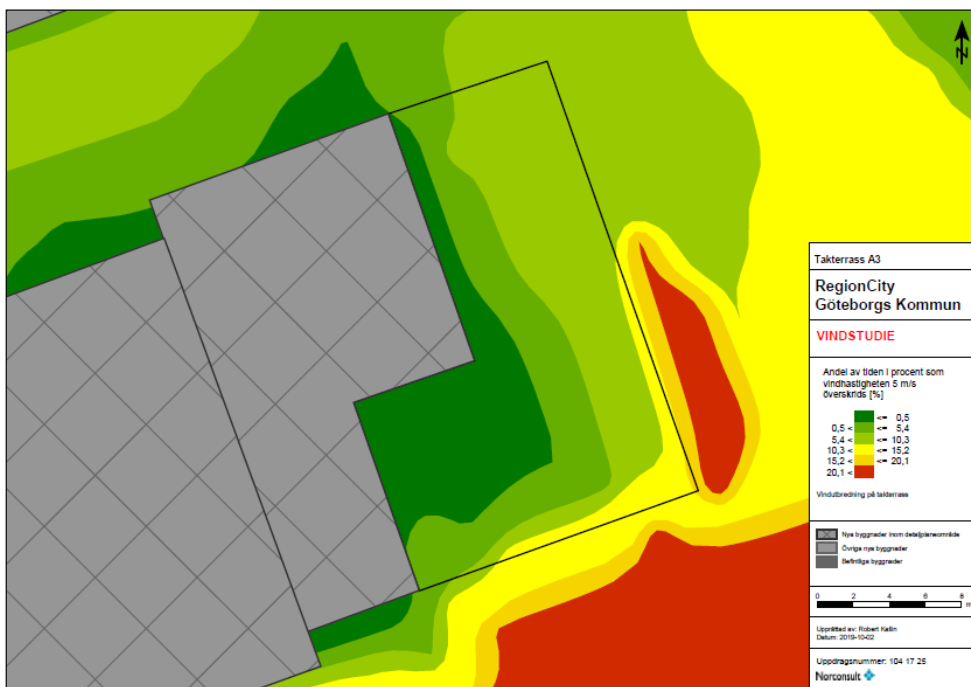 N
Takterrass A3
RegionCity
Göteborgs Kommun
VINDSTUDIE
Andel av tiden i procent som
vindhastigheten 5 m/s
överskrids [%]
<= 0,5
0,5 < <= 5,4
5,4 < <= 10,3
10,3 < <= 15,2
15,2 < <= 20,1
20,1 <
Vindutbredning på takterrass
Nya byggnader inom detaljplaneområde
Övriga nya byggnader
Befintliga byggnader
0 2 4 6 8
m
Upprättad av: Robert Kallin
Datum: 2019-10-02
Uppdragsnummer: 104 17 25
Norconsult